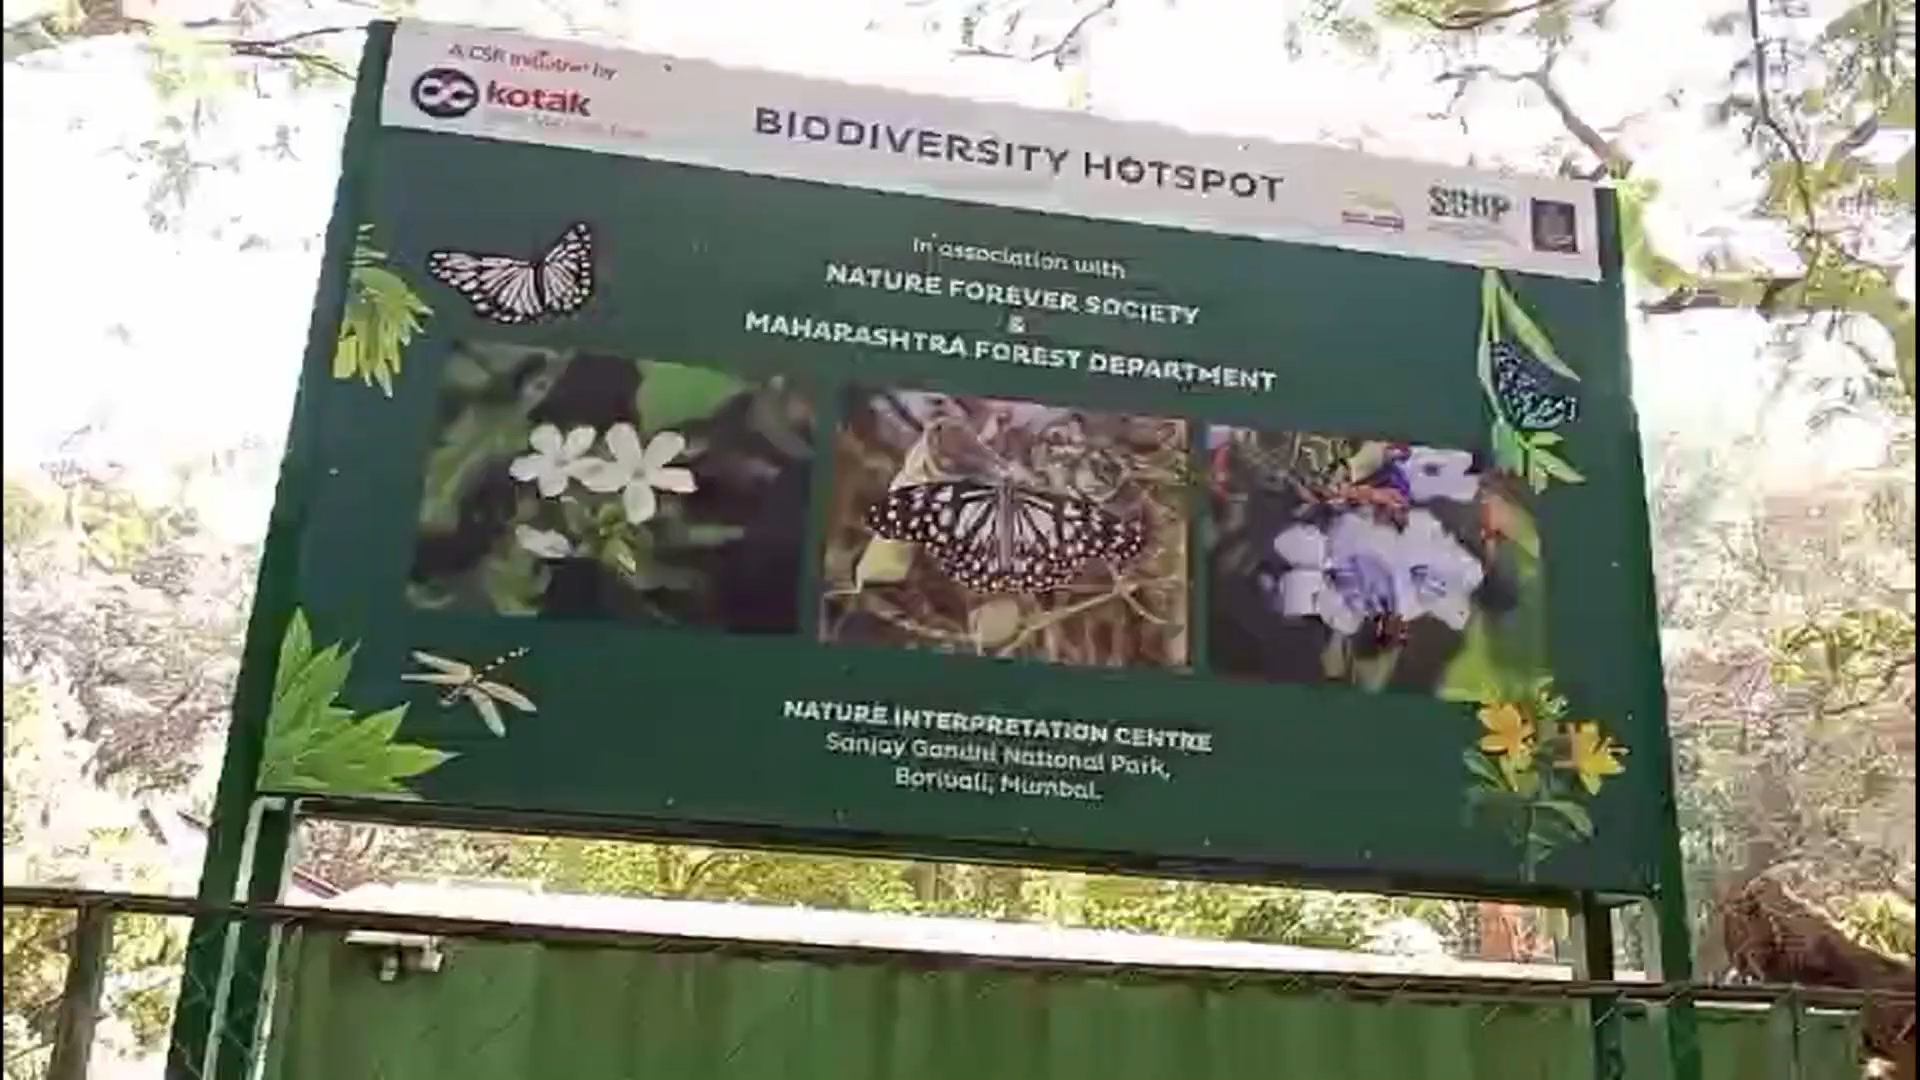 A CSR initiative by
kotak
BIODIVERSITY HOTSPOT
In association with
NATURE FOREVER SOCIETY
&
MAHARASHTRA FOREST DEPARTMENT
NATURE INTERPRETATION CENTRE
Sanjay Gandhi National Park,
Borivali, Mumbai.